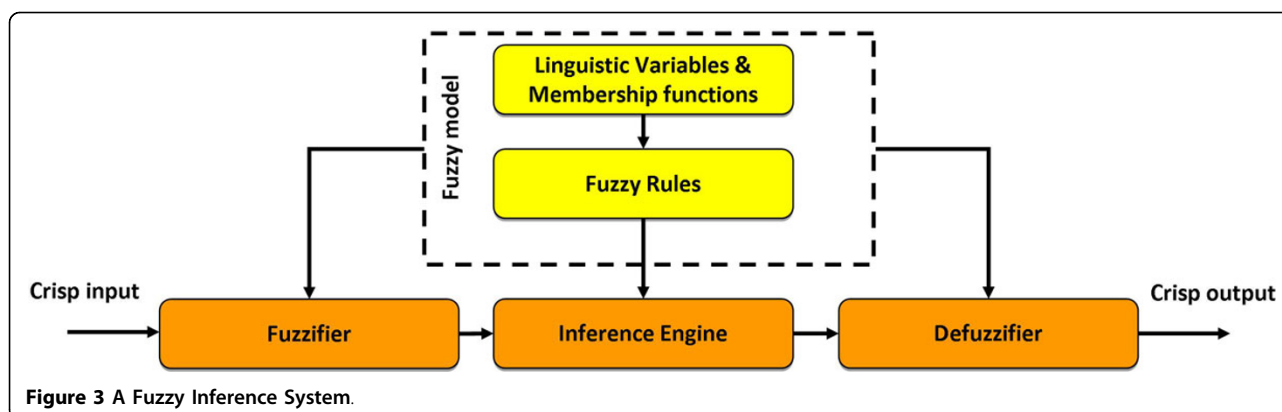 Linguistic Variables &
Membership functions
Fuzzy model
Fuzzy Rules
Crisp input
Crisp output
Fuzzifier
Inference Engine
Defuzzifier
Figure 3 A Fuzzy Inference System.